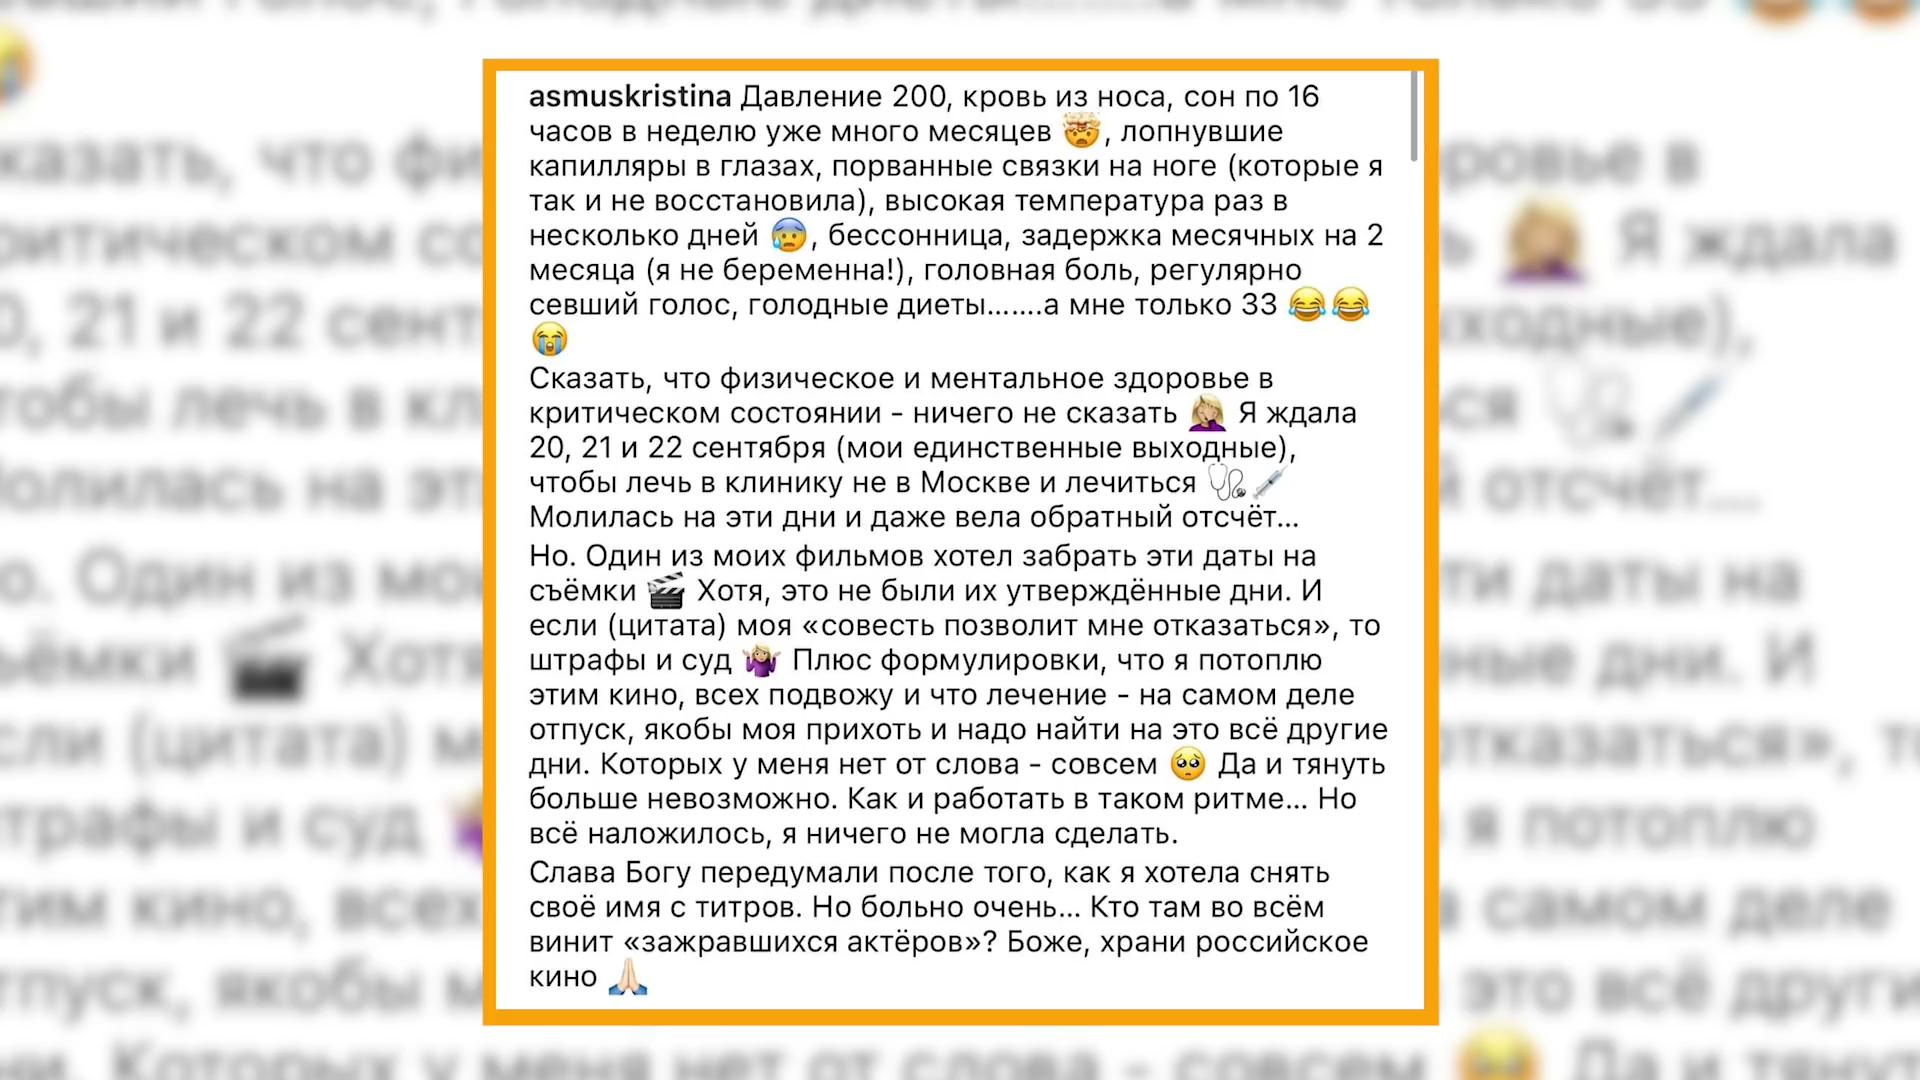 asmuskristina Давление 200, кровь из носа, сон по 16
часов в неделю уже много месяцев 🤯, лопнувшие
капилляры в глазах, порванные связки на ноге (которые я
так и не восстановила), высокая температура раз в
несколько дней 😰, бессонница, задержка месячных на 2
месяца (я не беременна!), головная боль, регулярно
севший голос, голодные диеты.......а мне только 33 😂😂
😭
Сказать, что физическое и ментальное здоровье в
критическом состоянии - ничего не сказать 🤦🏼‍♀️ Я ждала
20, 21 и 22 сентября (мои единственные выходные),
чтобы лечь в клинику не в Москве и лечиться 🩺💉
Молилась на эти дни и даже вела обратный отсчёт...
Но. Один из моих фильмов хотел забрать эти даты на
съёмки 🎬 Хотя, это не были их утверждённые дни. И
если (цитата) моя «совесть позволит мне отказаться», то
штрафы и суд 🤷🏼‍♀️ Плюс формулировки, что я потоплю
этим кино, всех подвожу и что лечение - на самом деле
отпуск, якобы моя прихоть и надо найти на это всё другие
дни. Которых у меня нет от слова - совсем 🥺 Да и тянуть
больше невозможно. Как и работать в таком ритме... Но
всё наложилось, я ничего не могла сделать.
Слава Богу передумали после того, как я хотела снять
своё имя с титров. Но больно очень... Кто там во всём
винит «зажравшихся актёров»? Боже, храни российское
кино 🙏🏻